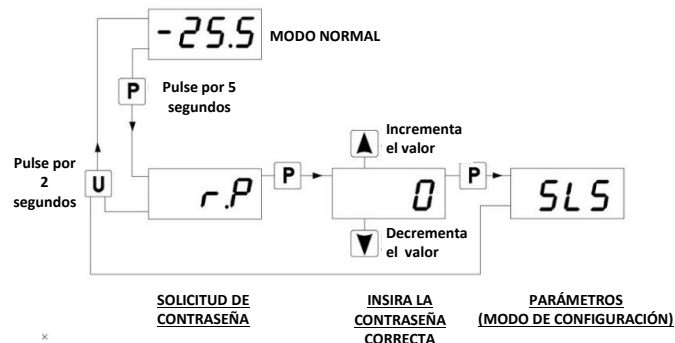 -25.5 MODO NORMAL
P Pulse por 5
segundos
Incrementa
el valor
Pulse por
2
segundos
U
r.P
P
0
P
SLS
Decrementa
el valor
SOLICITUD DE
CONTRASEÑA
INSIRA LA
CONTRASEÑA
CORRECTA
PARÁMETROS
(MODO DE CONFIGURACIÓN)